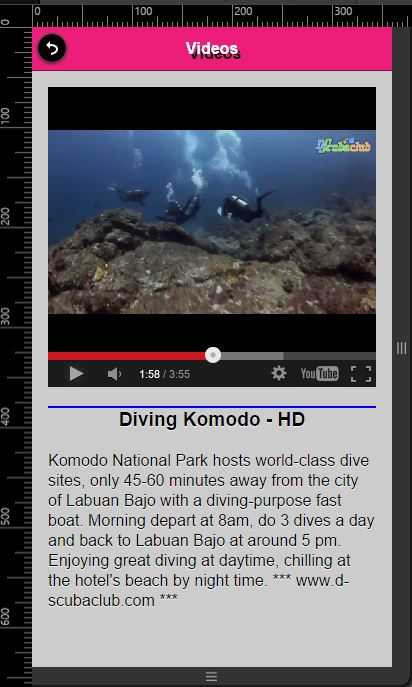 0 100 200 300
Videos
0
100
200
300
400
500
600
D'Scubaclub
1:58 / 3:55 YouTube
Diving Komodo - HD
Komodo National Park hosts world-class dive
sites, only 45-60 minutes away from the city
of Labuan Bajo with a diving-purpose fast
boat. Morning depart at 8am, do 3 dives a day
and back to Labuan Bajo at around 5 pm.
Enjoying great diving at daytime, chilling at
the hotel's beach by night time. *** www.d-
scubaclub.com ***